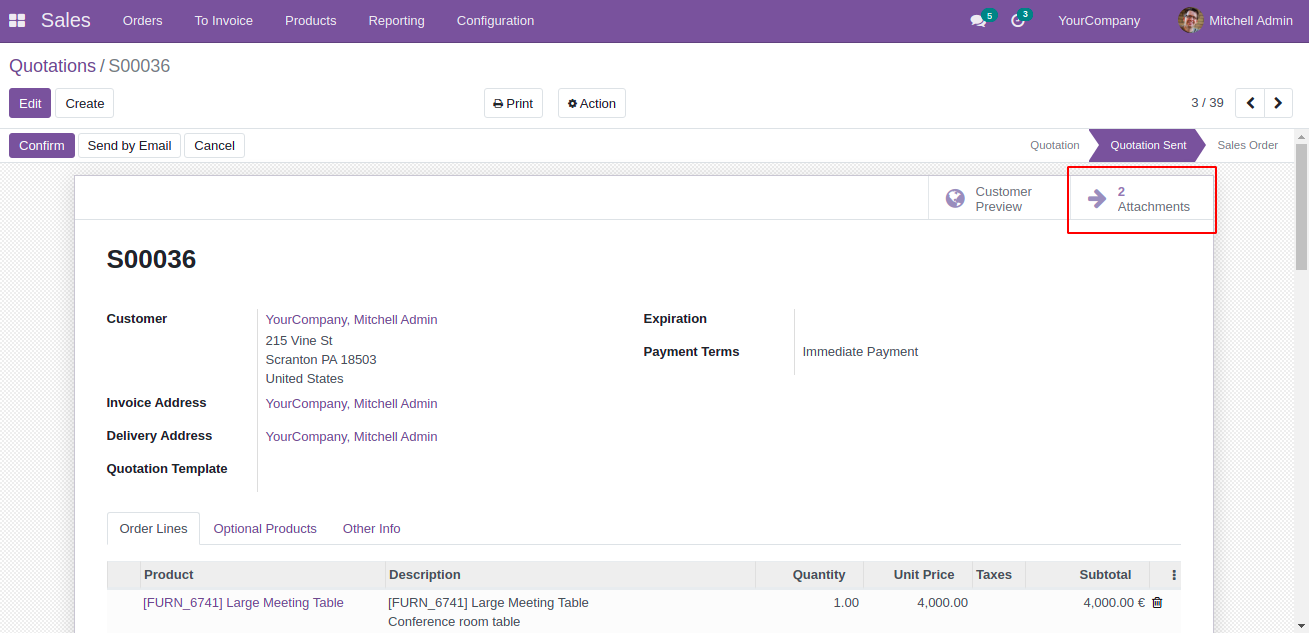 Sales Orders To Invoice Products Reporting Configuration 5 3 YourCompany Mitchell Admin
Quotations / S00036
Edit Create Print Action 3 / 39
Confirm Send by Email Cancel Quotation Quotation Sent Sales Order
Customer Preview
2 Attachments
S00036
Customer YourCompany, Mitchell Admin
215 Vine St
Scranton PA 18503
United States
Expiration
Payment Terms Immediate Payment
Invoice Address YourCompany, Mitchell Admin
Delivery Address YourCompany, Mitchell Admin
Quotation Template
Order Lines Optional Products Other Info
Product Description Quantity Unit Price Taxes Subtotal
[FURN_6741] Large Meeting Table [FURN_6741] Large Meeting Table 1.00 4,000.00 4,000.00 €
Conference room table